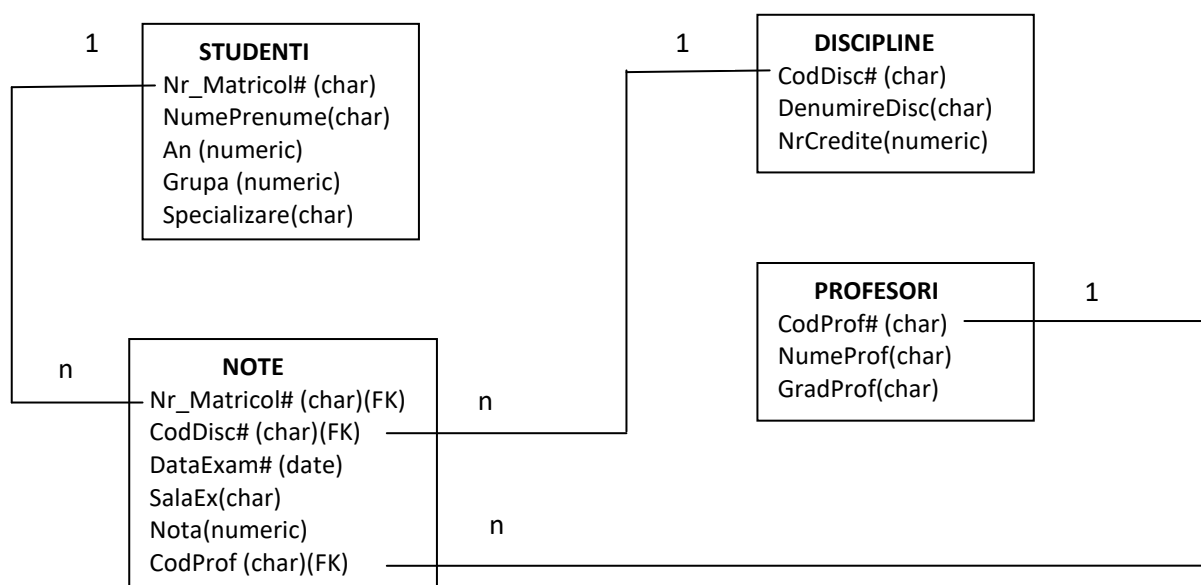 1
STUDENTI
Nr_Matricol# (char)
NumePrenume(char)
An (numeric)
Grupa (numeric)
Specializare(char)
1
DISCIPLINE
CodDisc# (char)
DenumireDisc(char)
NrCredite(numeric)
PROFESORI
CodProf# (char)
NumeProf(char)
GradProf(char)
1
n
NOTE
Nr_Matricol# (char)(FK)
CodDisc# (char)(FK)
DataExam# (date)
SalaEx(char)
Nota(numeric)
CodProf (char)(FK)
n
n